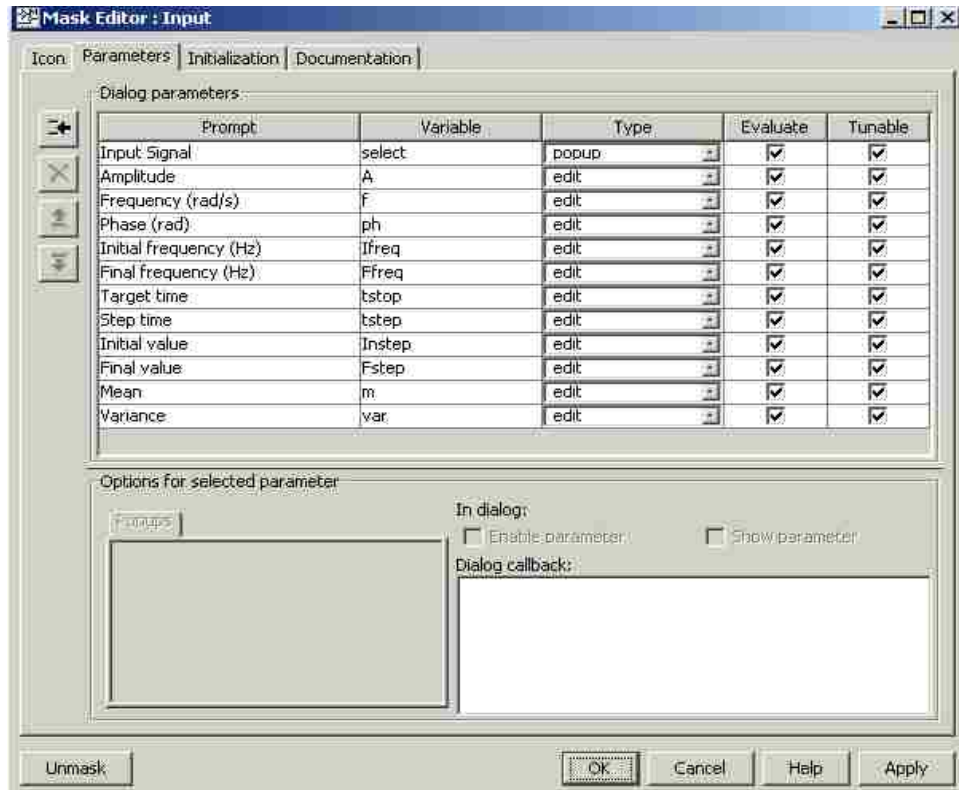 Mask Editor : Input
Icon Parameters Initialization Documentation
Dialog parameters
Prompt Variable Type Evaluate Tunable
Input Signal select popup
Amplitude A edit
Frequency (rad/s) f edit
Phase (rad) ph edit
Initial frequency (Hz) Ifreq edit
Final frequency (Hz) Ffreq edit
Target time tstop edit
Step time tstep edit
Initial value Instep edit
Final value Fstep edit
Mean m edit
Variance var edit
Options for selected parameter
Popups
In dialog:
Enable parameter Show parameter
Dialog callback:
Unmask OK Cancel Help Apply